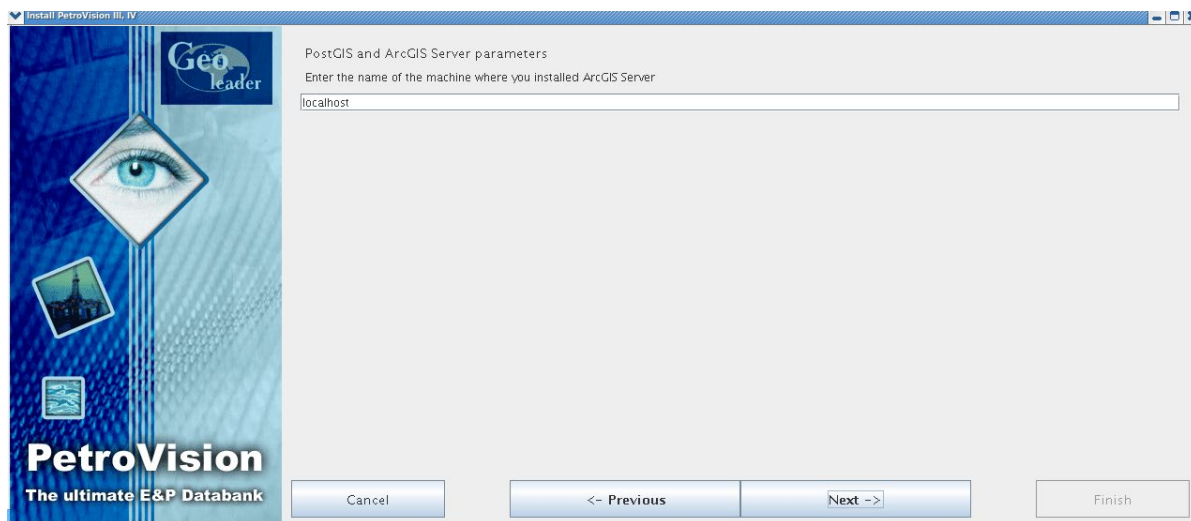 Install PetroVision III, IV
Geo
leader
PostGIS and ArcGIS Server parameters
Enter the name of the machine where you installed ArcGIS Server
localhost
PetroVision
The ultimate E&P Databank
Cancel
<- Previous
Next ->
Finish